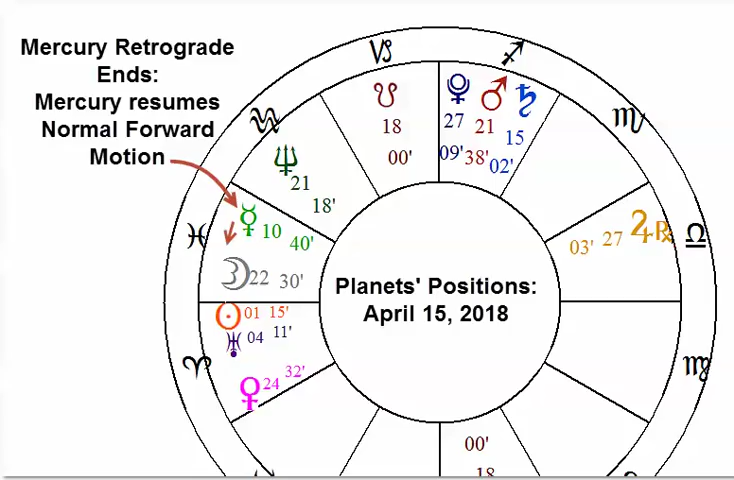 Mercury Retrograde
Ends:
Mercury resumes
Normal Forward
Motion
♑ ♐
♒ ♏
♓ ♎
♈ ♍
☋ 18 00'
♇ 27 09'
♂ 21 38'
♄ 15 02'
♆ 21 18'
☿ 10 40'
☽ 22 30'
☉ 01 15'
♅ 04 11'
♀ 24 32'
03' 27 ♃ ℞
Planets' Positions:
April 15, 2018
00'
18